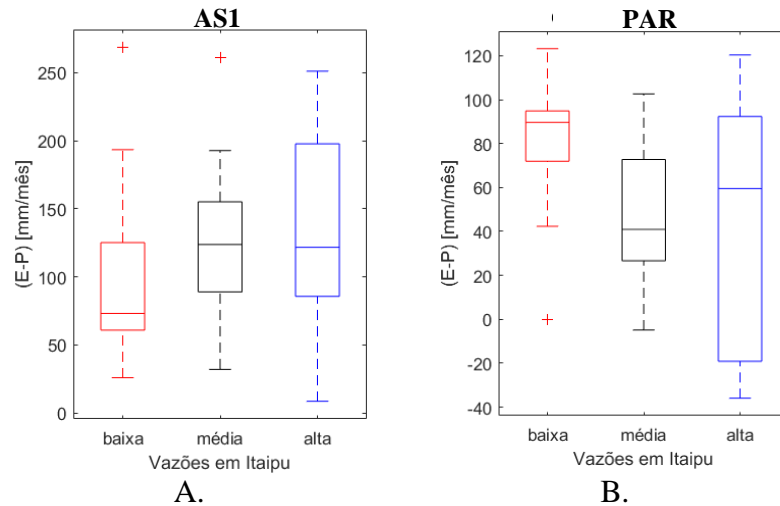 AS1
250
200
150
100
50
0
(E-P) [mm/mês]
baixa média alta
Vazões em Itaipu
A.
PAR
120
100
80
60
40
20
0
-20
-40
(E-P) [mm/mês]
baixa média alta
Vazões em Itaipu
B.